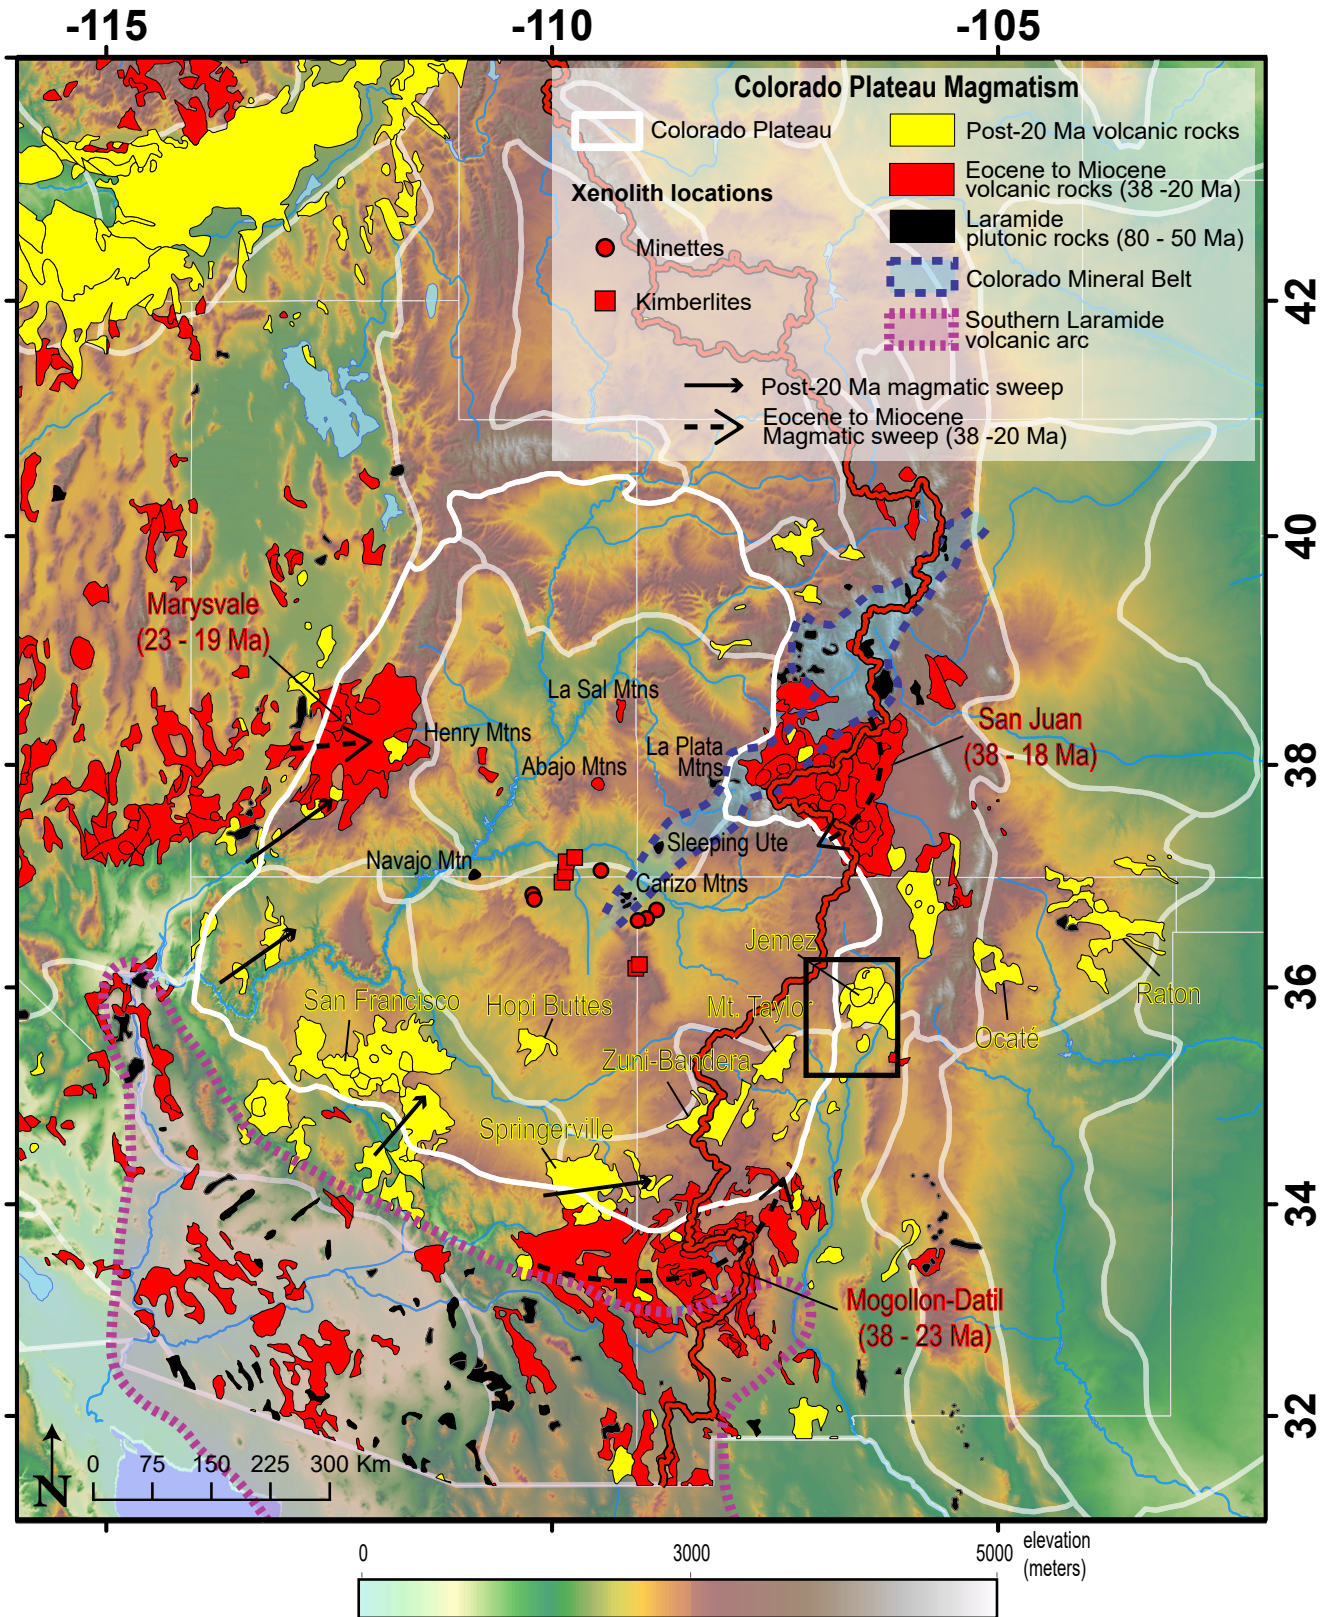 -115
-110
-105
Colorado Plateau Magmatism
Colorado Plateau
Post-20 Ma volcanic rocks
Eocene to Miocene
volcanic rocks (38 -20 Ma)
Xenolith locations
Laramide
plutonic rocks (80 - 50 Ma)
Minettes
Colorado Mineral Belt
Kimberlites
Southern Laramide
volcanic arc
Post-20 Ma magmatic sweep
Eocene to Miocene
Magmatic sweep (38 -20 Ma)
42
40
38
36
34
32
Marysvale
(23 - 19 Ma)
La Sal Mtns
Henry Mtns
Abajo Mtns
La Plata
Mtns
San Juan
(38 - 18 Ma)
Sleeping Ute
Navajo Mtn
Carizo Mtns
Jemez
San Francisco
Hopi Buttes
Mt. Taylor
Raton
Ocaté
Zuni-Bandera
Springerville
Mogollon-Datil
(38 - 23 Ma)
N
0 75 150 225 300 Km
0 3000 5000
elevation
(meters)